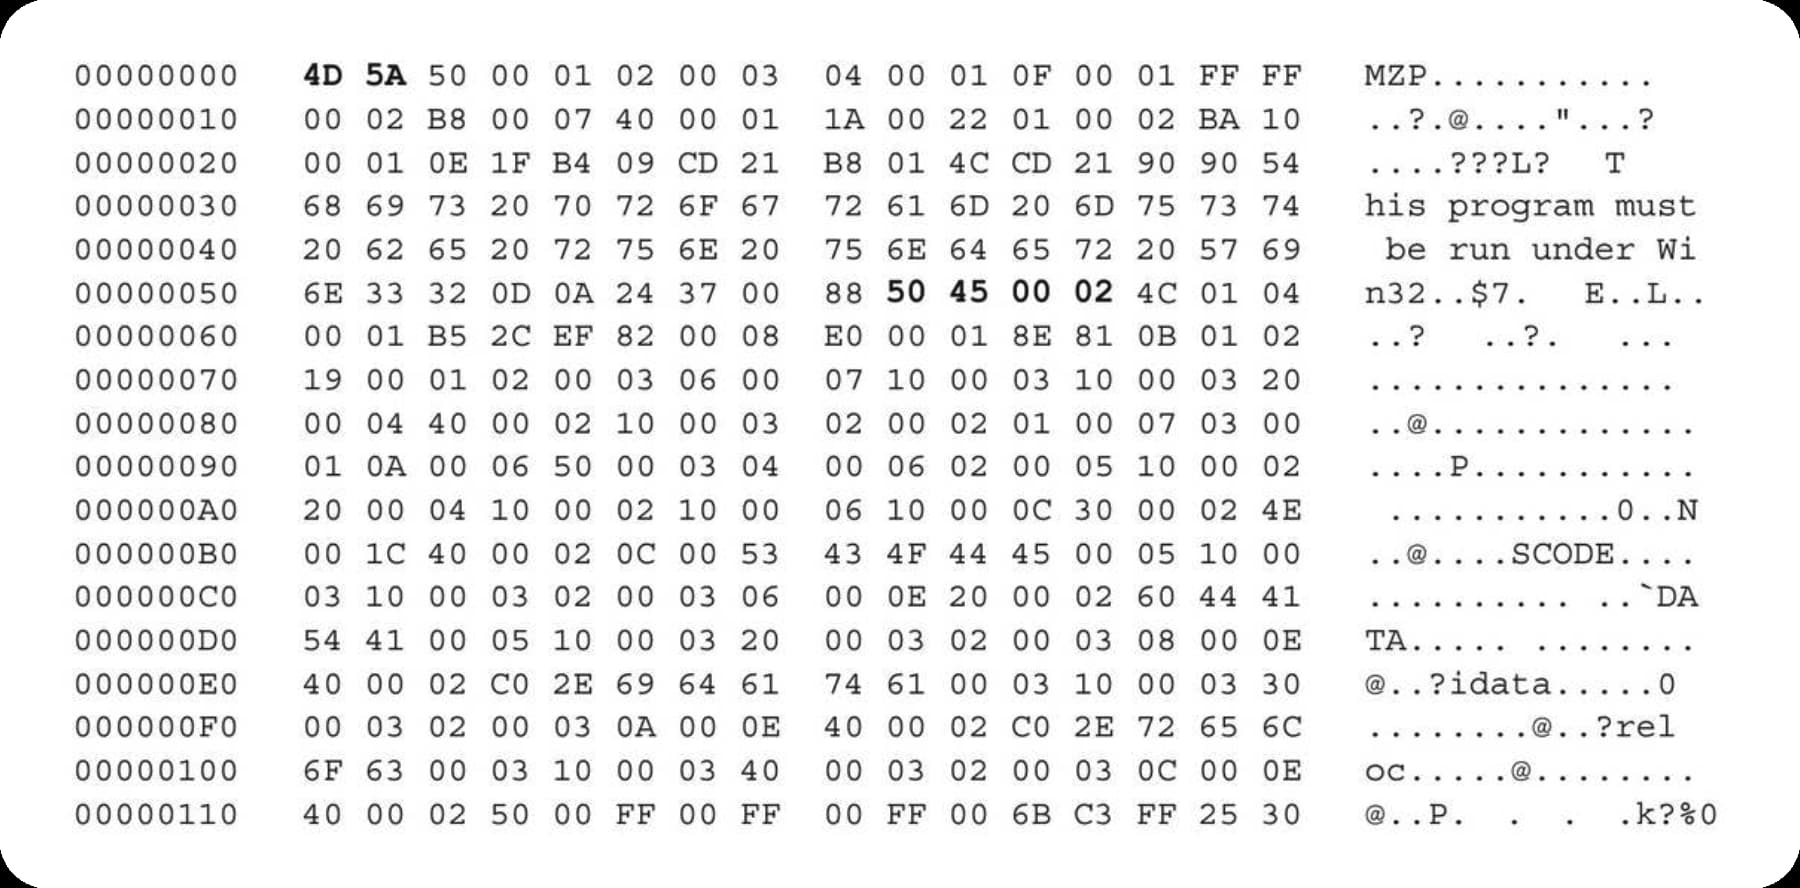 00000000 4D 5A 50 00 01 02 00 03 04 00 01 0F 00 01 FF FF MZP...........
00000010 00 02 B8 00 07 40 00 01 1A 00 22 01 00 02 BA 10 ..?.@...."...?
00000020 00 01 0E 1F B4 09 CD 21 B8 01 4C CD 21 90 90 54 ....???L? T
00000030 68 69 73 20 70 72 6F 67 72 61 6D 20 6D 75 73 74 his program must
00000040 20 62 65 20 72 75 6E 20 75 6E 64 65 72 20 57 69 be run under Wi
00000050 6E 33 32 0D 0A 24 37 00 88 50 45 00 02 4C 01 04 n32..$7. E..L..
00000060 00 01 B5 2C EF 82 00 08 E0 00 01 8E 81 0B 01 02 ..? ..?. ...
00000070 19 00 01 02 00 03 06 00 07 10 00 03 10 00 03 20 ...............
00000080 00 04 40 00 02 10 00 03 02 00 02 01 00 07 03 00 ..@.............
00000090 01 0A 00 06 50 00 03 04 00 06 02 00 05 10 00 02 ....P...........
000000A0 20 00 04 10 00 02 10 00 06 10 00 0C 30 00 02 4E ...........0..N
000000B0 00 1C 40 00 02 0C 00 53 43 4F 44 45 00 05 10 00 ..@....SCODE....
000000C0 03 10 00 03 02 00 03 06 00 0E 20 00 02 60 44 41 .......... ..`DA
000000D0 54 41 00 05 10 00 03 20 00 03 02 00 03 08 00 0E TA..... ........
000000E0 40 00 02 C0 2E 69 64 61 74 61 00 03 10 00 03 30 @..?idata.....0
000000F0 00 03 02 00 03 0A 00 0E 40 00 02 C0 2E 72 65 6C ........@..?rel
00000100 6F 63 00 03 10 00 03 40 00 03 02 00 03 0C 00 0E oc.....@........
00000110 40 00 02 50 00 FF 00 FF 00 FF 00 6B C3 FF 25 30 @..P. . . .k?%0